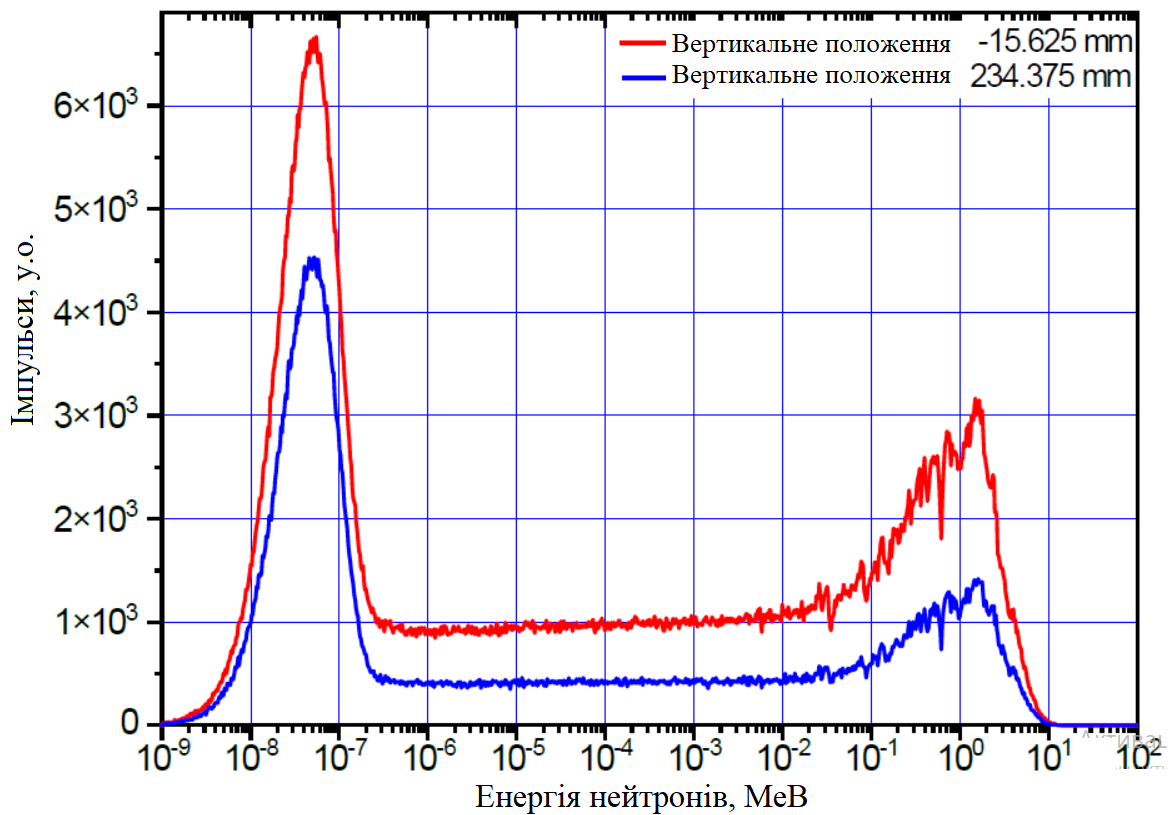 Вертикальне положення -15.625 mm
Вертикальне положення 234.375 mm
6×10³
5×10³
4×10³
3×10³
2×10³
1×10³
0
Імпульси, у.о.
10⁻⁹ 10⁻⁸ 10⁻⁷ 10⁻⁶ 10⁻⁵ 10⁻⁴ 10⁻³ 10⁻² 10⁻¹ 10⁰ 10¹ 10²
Енергія нейтронів, МеВ